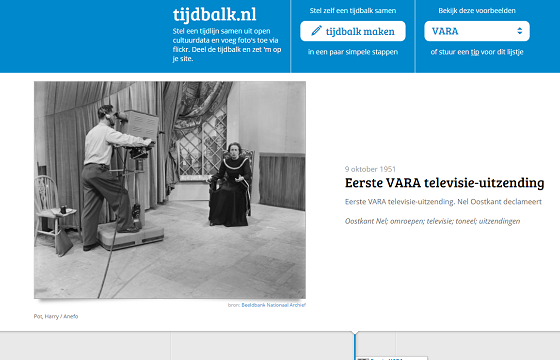 tijdbalk.nl
Stel een tijdlijn samen uit open
cultuurdata en voeg foto's toe via
flickr. Deel de tijdbalk en zet 'm op
je site.
Stel zelf een tijdbalk samen
tijdbalk maken
in een paar simpele stappen
Bekijk deze voorbeelden
VARA
of stuur een tip voor dit lijstje
9 oktober 1951
Eerste VARA televisie-uitzending
Eerste VARA televisie-uitzending. Nel Oostkant declameert
Oostkant Nel; omroepen; televisie; toneel; uitzendingen
bron: Beeldbank Nationaal Archief
Pot, Harry / Anefo